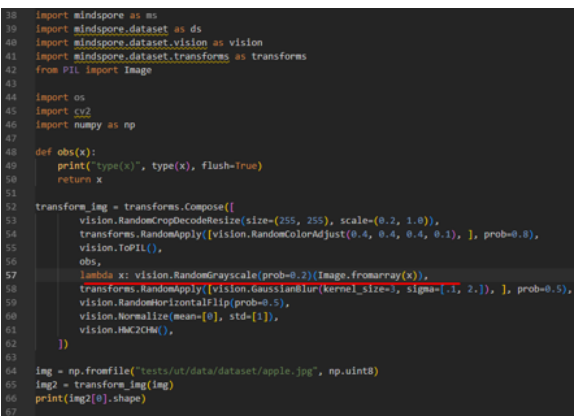 38 import mindspore as ms
39 import mindspore.dataset as ds
40 import mindspore.dataset.vision as vision
41 import mindspore.dataset.transforms as transforms
42 from PIL import Image
43
44 import os
45 import cv2
46 import numpy as np
47
48 def obs(x):
49     print("type(x)", type(x), flush=True)
50     return x
51
52 transform_img = transforms.Compose([
53         vision.RandomCropDecodeResize(size=(255, 255), scale=(0.2, 1.0)),
54         transforms.RandomApply([vision.RandomColorAdjust(0.4, 0.4, 0.4, 0.1), ], prob=0.8),
55         vision.ToPIL(),
56         obs,
57         lambda x: vision.RandomGrayscale(prob=0.2)(Image.fromarray(x)),
58         transforms.RandomApply([vision.GaussianBlur(kernel_size=3, sigma=[.1, 2.]), ], prob=0.5),
59         vision.RandomHorizontalFlip(prob=0.5),
60         vision.Normalize(mean=[0], std=[1]),
61         vision.HWC2CHW(),
62     ])
63
64 img = np.fromfile("tests/ut/data/dataset/apple.jpg", np.uint8)
65 img2 = transform_img(img)
66 print(img2[0].shape)
67